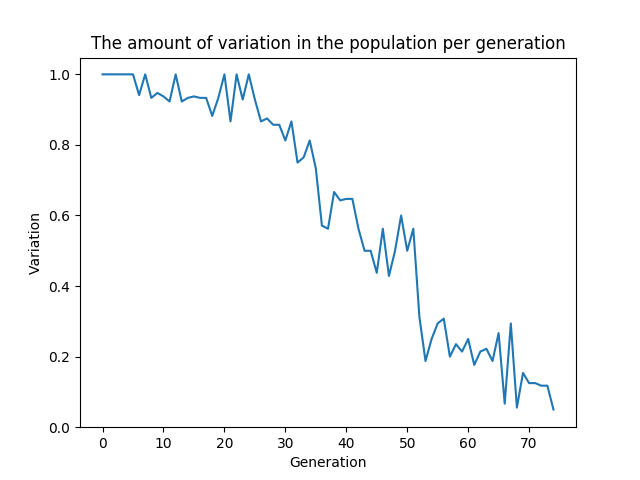 The amount of variation in the population per generation
1.0
0.8
0.6
0.4
0.2
0.0
Variation
0 10 20 30 40 50 60 70
Generation